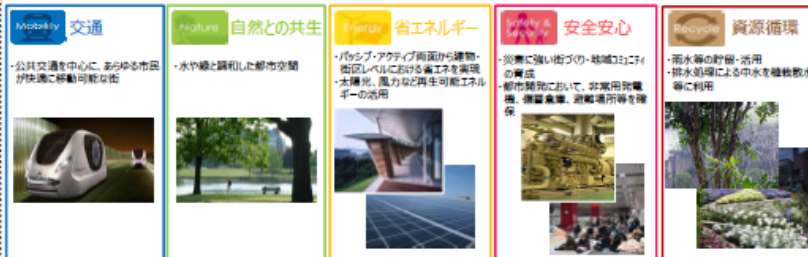 Mobility 交通
・公共交通を中心に、あらゆる市民
が快適に移動可能な街
Nature 自然との共生
・水や緑と調和した都市空間
Energy 省エネルギー
・パッシブ・アクティブ両面から建物・
街区レベルにおける省エネを実現
・太陽光、風力など再生可能エネル
ギーの活用
Safety &
Security 安全安心
・災害に強い街づくり・地域コミュニティ
の育成
・都市開発において、非常用発電
機、備蓄倉庫、避難場所等を確
保
Recycle 資源循環
・雨水等の貯留・活用
・排水処理による中水を植栽散水
等に利用